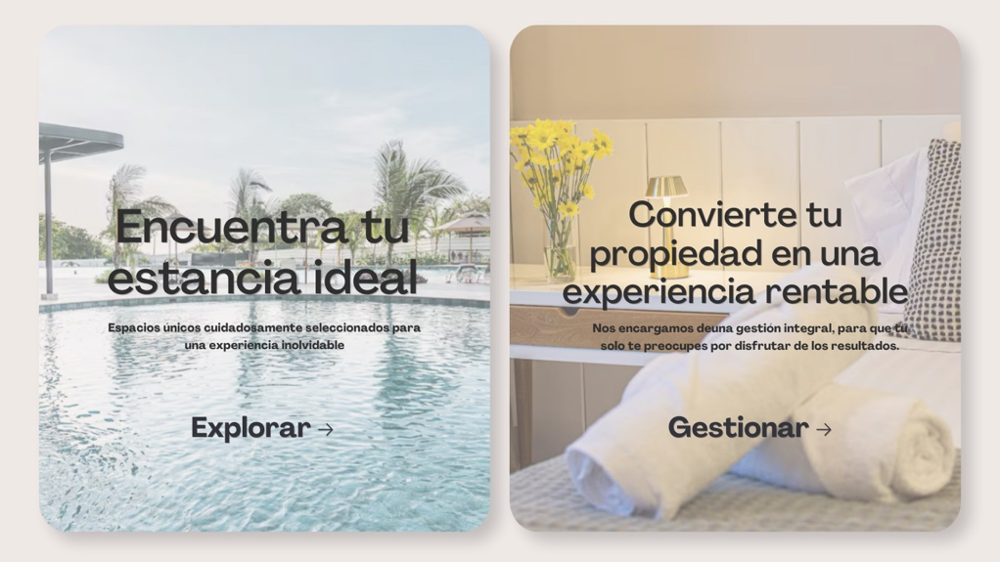 Encuentra tu
estancia ideal
Espacios únicos cuidadosamente seleccionados para
una experiencia inolvidable
Explorar →
Convierte tu
propiedad en una
experiencia rentable
Nos encargamos deuna gestión integral, para que tu
solo te preocupes por disfrutar de los resultados.
Gestionar →